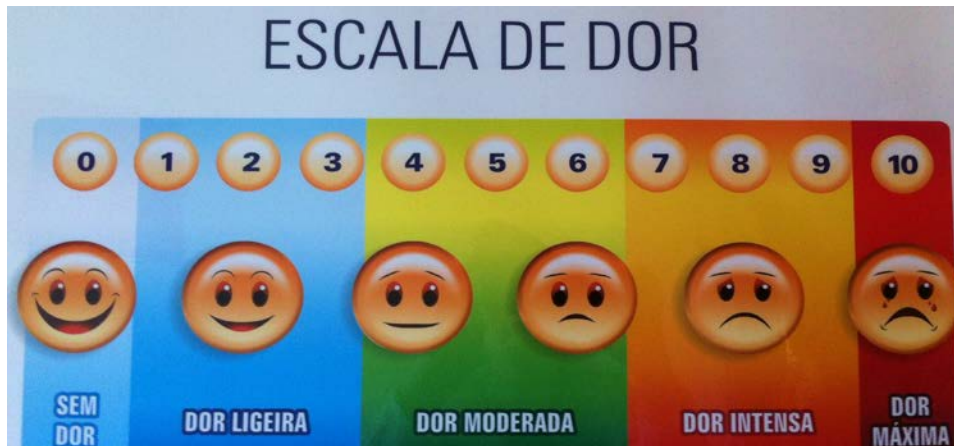 ESCALA DE DOR
0 1 2 3 4 5 6 7 8 9 10
SEM DOR LIGEIRA DOR MODERADA DOR INTENSA DOR
DOR MÁXIMA